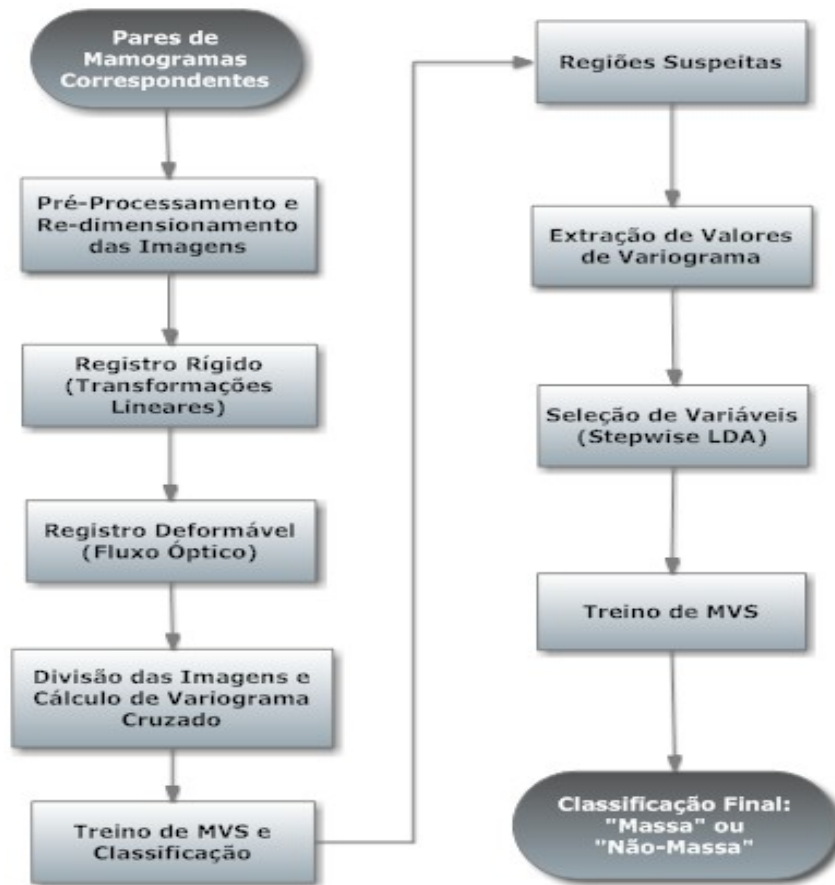 Pares de
Mamogramas
Correspondentes
Pré-Processamento e
Re-dimensionamento
das Imagens
Registro Rígido
(Transformações
Lineares)
Registro Deformável
(Fluxo Óptico)
Divisão das Imagens e
Cálculo de Variograma
Cruzado
Treino de MVS e
Classificação
Regiões Suspeitas
Extração de Valores
de Variograma
Seleção de Variáveis
(Stepwise LDA)
Treino de MVS
Classificação Final:
"Massa" ou
"Não-Massa"